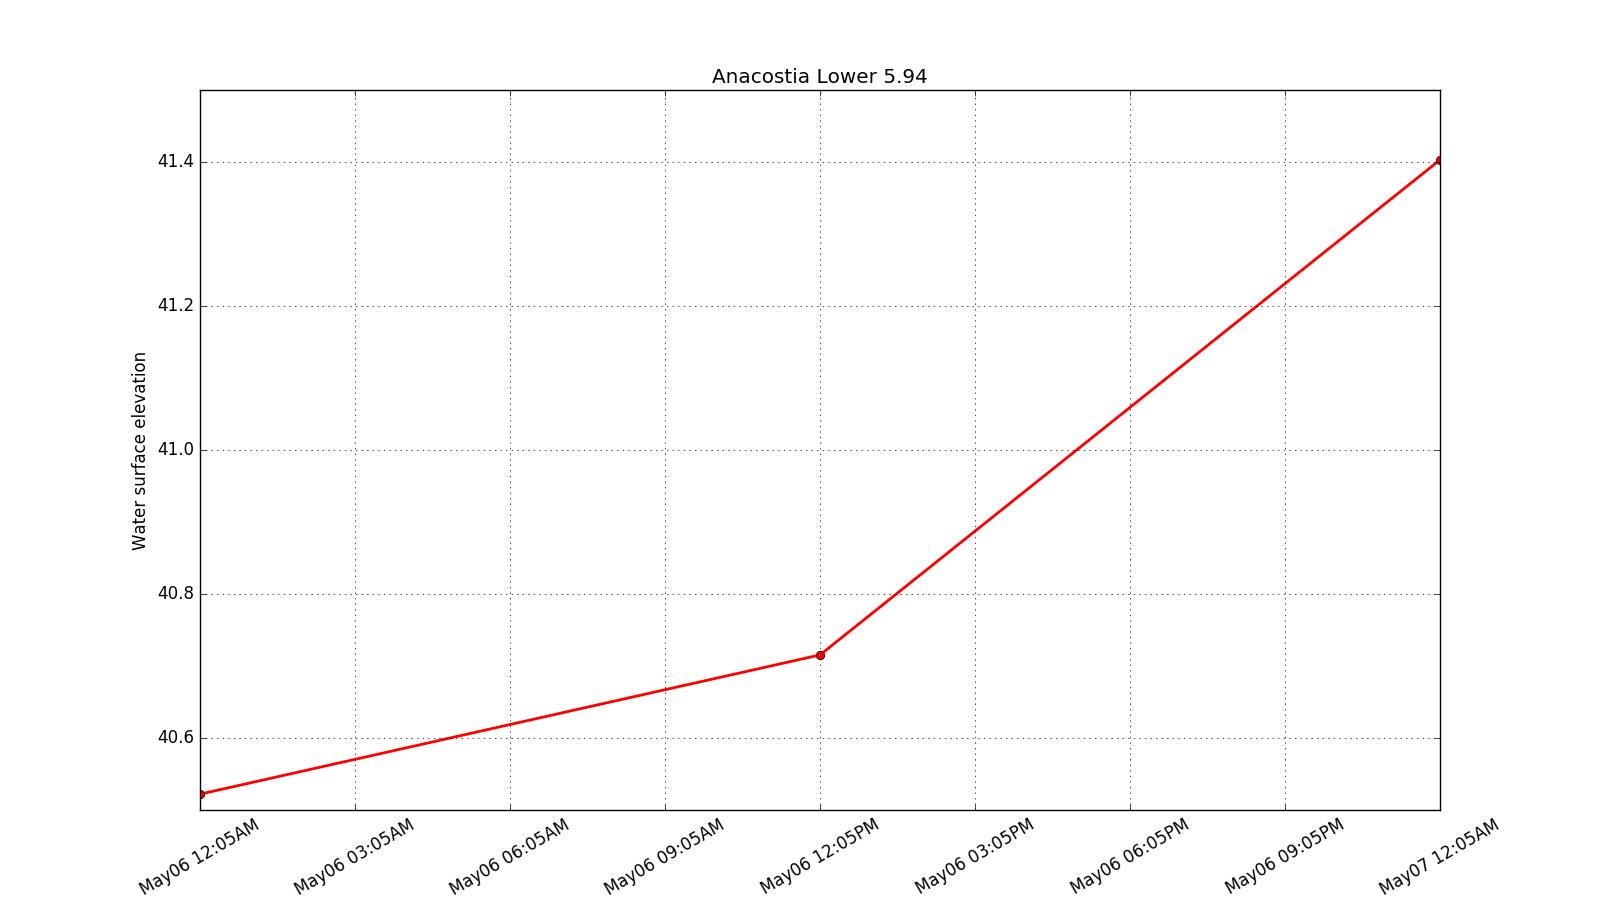 Anacostia Lower 5.94
41.4
41.2
41.0
40.8
40.6
Water surface elevation
May06 12:05AM
May06 03:05AM
May06 06:05AM
May06 09:05AM
May06 12:05PM
May06 03:05PM
May06 06:05PM
May06 09:05PM
May07 12:05AM